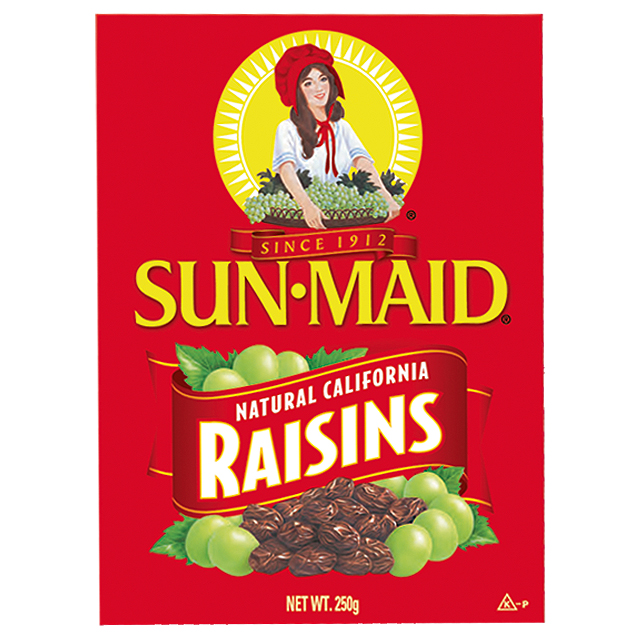 SINCE 1912
SUN•MAID®
NATURAL CALIFORNIA
RAISINS
NET WT. 250g
K-P